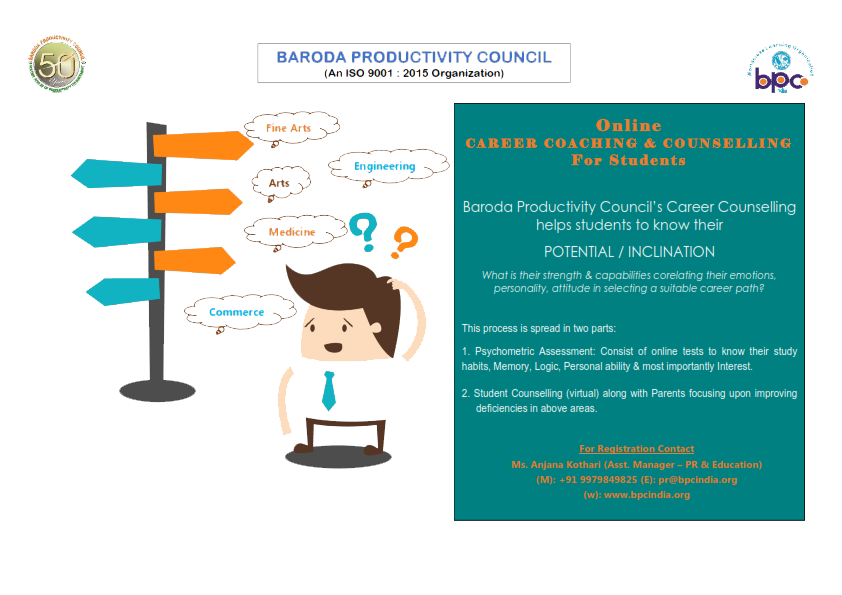 BARODA PRODUCTIVITY COUNCIL
50
BARODA PRODUCTIVITY COUNCIL
(An ISO 9001 : 2015 Organization)
bpc
Fine Arts
Engineering
Arts
Medicine
Commerce
Online
CAREER COACHING & COUNSELLING
For Students
Baroda Productivity Council's Career Counselling
helps students to know their
POTENTIAL / INCLINATION
What is their strength & capabilities corelating their emotions,
personality, attitude in selecting a suitable career path?
This process is spread in two parts:
1. Psychometric Assessment: Consist of online tests to know their study
habits, Memory, Logic, Personal ability & most importantly Interest.
2. Student Counselling (virtual) along with Parents focusing upon improving
deficiencies in above areas.
For Registration Contact
Ms. Anjana Kothari (Asst. Manager – PR & Education)
(M): +91 9979849825 (E): pr@bpcindia.org
(w): www.bpcindia.org